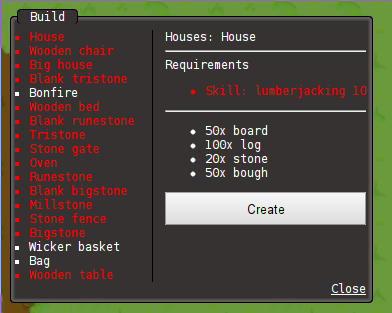 Build
House
Wooden chair
Big house
Blank tristone
Bonfire
Wooden bed
Blank runestone
Tristone
Stone gate
Oven
Runestone
Blank bigstone
Millstone
Stone fence
Bigstone
Wicker basket
Bag
Wooden table
Houses: House
Requirements
Skill: lumberjacking 10
50x board
100x log
20x stone
50x bough
Create
Close